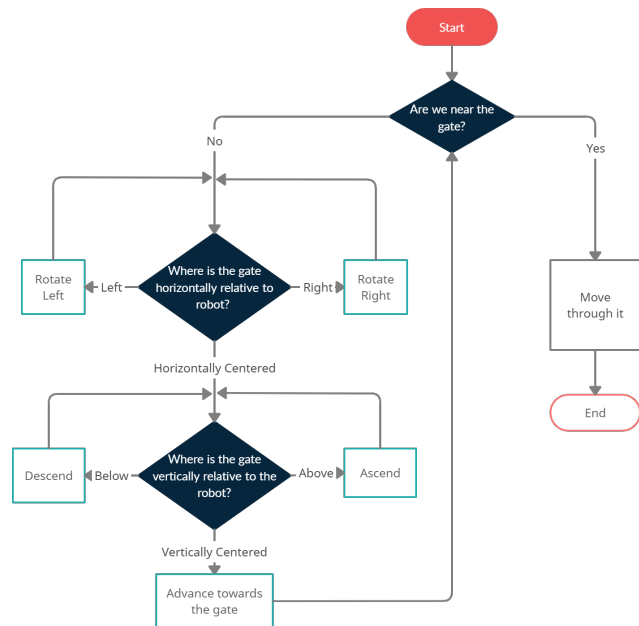 Start
Are we near the
gate?
No
Yes
Where is the gate
horizontally relative to
robot?
Rotate
Left
Left
Right
Rotate
Right
Move
through it
Horizontally Centered
End
Where is the gate
vertically relative to the
robot?
Descend
Below
Above
Ascend
Vertically Centered
Advance towards
the gate